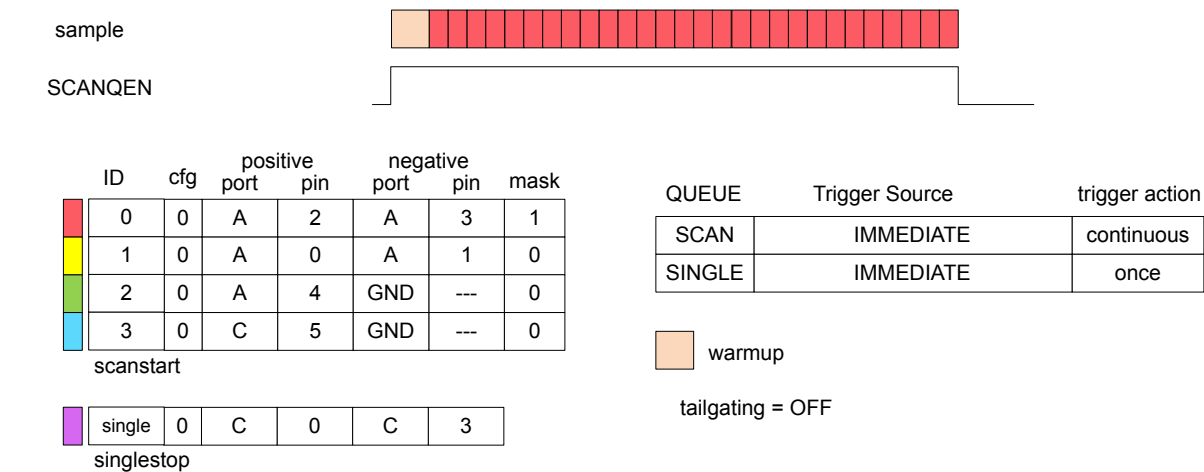 sample
SCANQEN
ID cfg positive port pin negative port pin mask
0 0 A 2 A 3 1
1 0 A 0 A 1 0
2 0 A 4 GND --- 0
3 0 C 5 GND --- 0
scanstart
single 0 C 0 C 3
singlestop
QUEUE Trigger Source trigger action
SCAN IMMEDIATE continuous
SINGLE IMMEDIATE once
warmup
tailgating = OFF